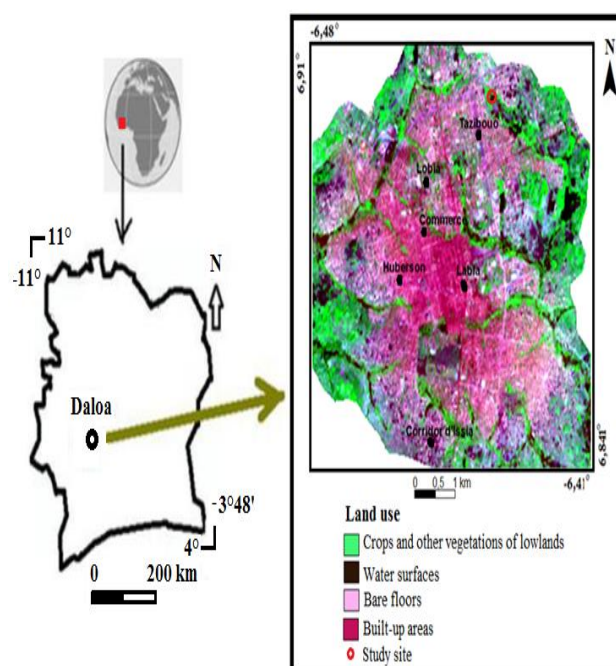 11°
-11°
N
Daloa
-3°48'
4°
0 200 km
-6,48°
6,91°
N
Tazibouo
Lobia
Commerce
Huberson
Labia
Corridor d'Issia
6,841°
-6,41°
0 0.5 1 km
Land use
Crops and other vegetations of lowlands
Water surfaces
Bare floors
Built-up areas
Study site